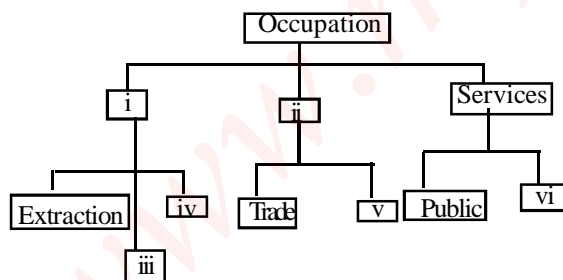 Occupation
i
ii
Services
Extraction
iv
Trade
v
Public
vi
iii